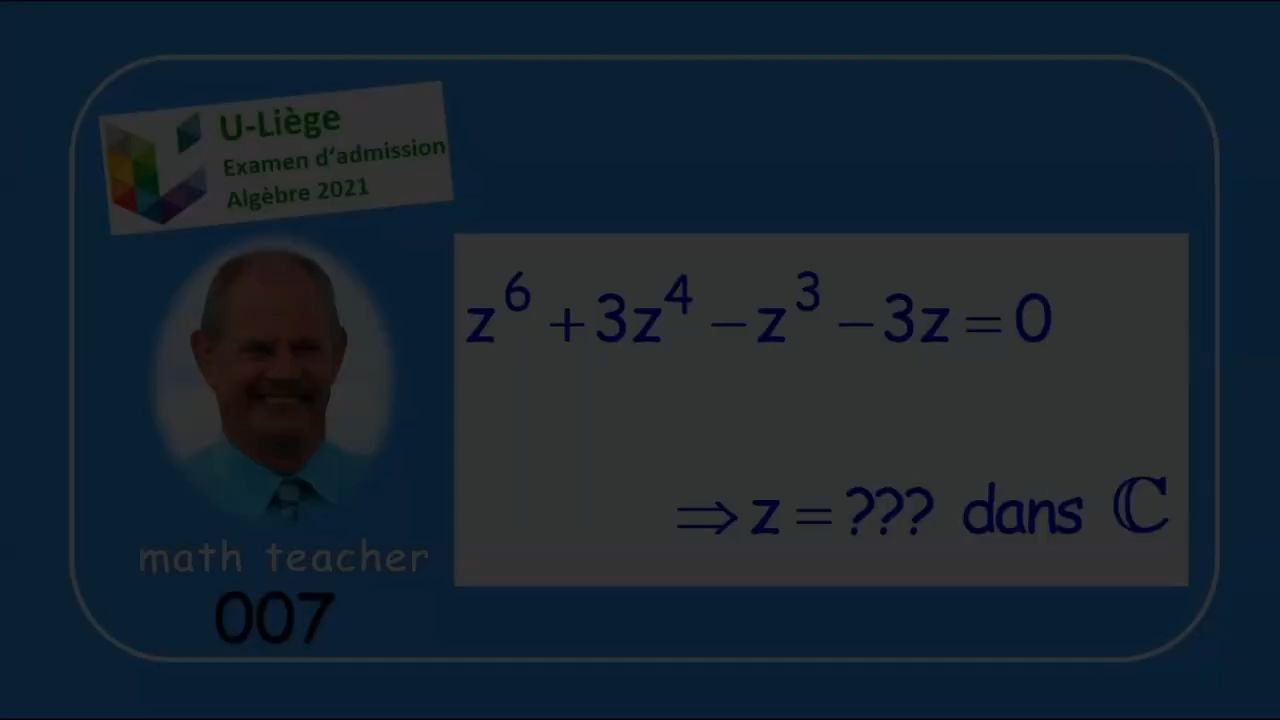 U-Liège
Examen d'admission
Algèbre 2021
z⁶ + 3z⁴ − z³ − 3z = 0
⇒ z = ??? dans ℂ
math teacher
007